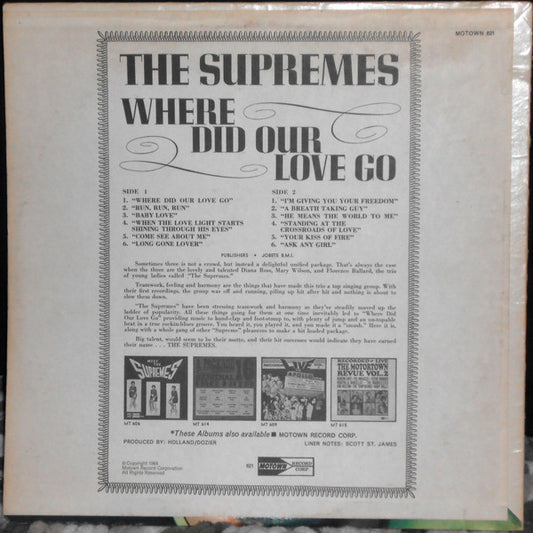 MOTOWN 621
THE SUPREMES
WHERE
DID OUR
LOVE GO
SIDE 1
1. "WHERE DID OUR LOVE GO"
2. "RUN, RUN, RUN"
3. "BABY LOVE"
4. "WHEN THE LOVE LIGHT STARTS
SHINING THROUGH HIS EYES"
5. "COME SEE ABOUT ME"
6. "LONG GONE LOVER"
SIDE 2
1. "I'M GIVING YOU YOUR FREEDOM"
2. "A BREATH TAKING GUY"
3. "HE MEANS THE WORLD TO ME"
4. "STANDING AT THE
CROSSROADS OF LOVE"
5. "YOUR KISS OF FIRE"
6. "ASK ANY GIRL"
PUBLISHERS • JOBETE B.M.I.
Sometimes three is not a crowd, but instead a delightful unified package. That's always the case
when the three are the lovely and talented Diana Ross, Mary Wilson, and Florence Ballard, the trio
of young ladies called "The Supremes."
Teamwork, feeling and harmony are the things that have made this trio a top singing group. With
their first recordings, the group was off and running, piling up hit after hit and nothing is about to
slow them down.
"The Supremes" have been stressing teamwork and harmony as they've steadily moved up the
ladder of popularity. All these things going for them at one time inevitably led to "Where Did
Our Love Go" providing music to hand-clap and foot-stomp to, with plenty of jump and an un-topable
beat in a true rockin-blues groove. You heard it, you played it, and you made it a "smash." Here it is,
along with a whole gang of other "Supreme" pleasures to make a hit loaded package.
Big talent, would seem to be their motto, and their hit successes would indicate they have earned
their name . . . THE SUPREMES.
MEET THE
SUPREMES
LIVE
APOLLO
RECORDED LIVE
THE MOTORTOWN
REVUE VOL. 2
MT 606
MT 614
MT 609
MT 615
*These Albums also available ■ MOTOWN RECORD CORP.
PRODUCED BY: HOLLAND/DOZIER
LINER NOTES: SCOTT ST. JAMES
© Copyright 1964
Motown Record Corporation
All Rights Reserved
621
MOTOWN
RECORD
CORP